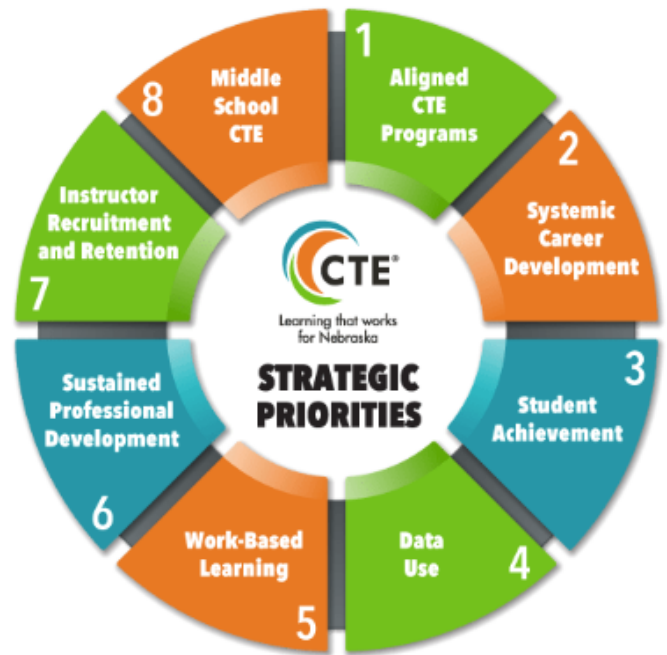 1
Aligned
CTE
Programs
2
Systemic
Career
Development
3
Student
Achievement
4
Data
Use
5
Work-Based
Learning
6
Sustained
Professional
Development
7
Instructor
Recruitment
and Retention
8
Middle
School
CTE
CTE®
Learning that works
for Nebraska
STRATEGIC
PRIORITIES